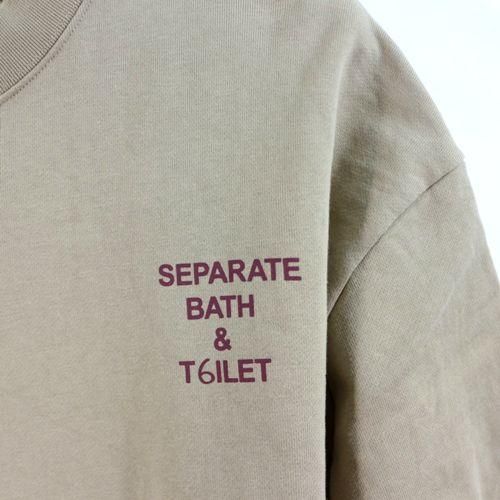 SEPARATE
BATH
&
T6ILET